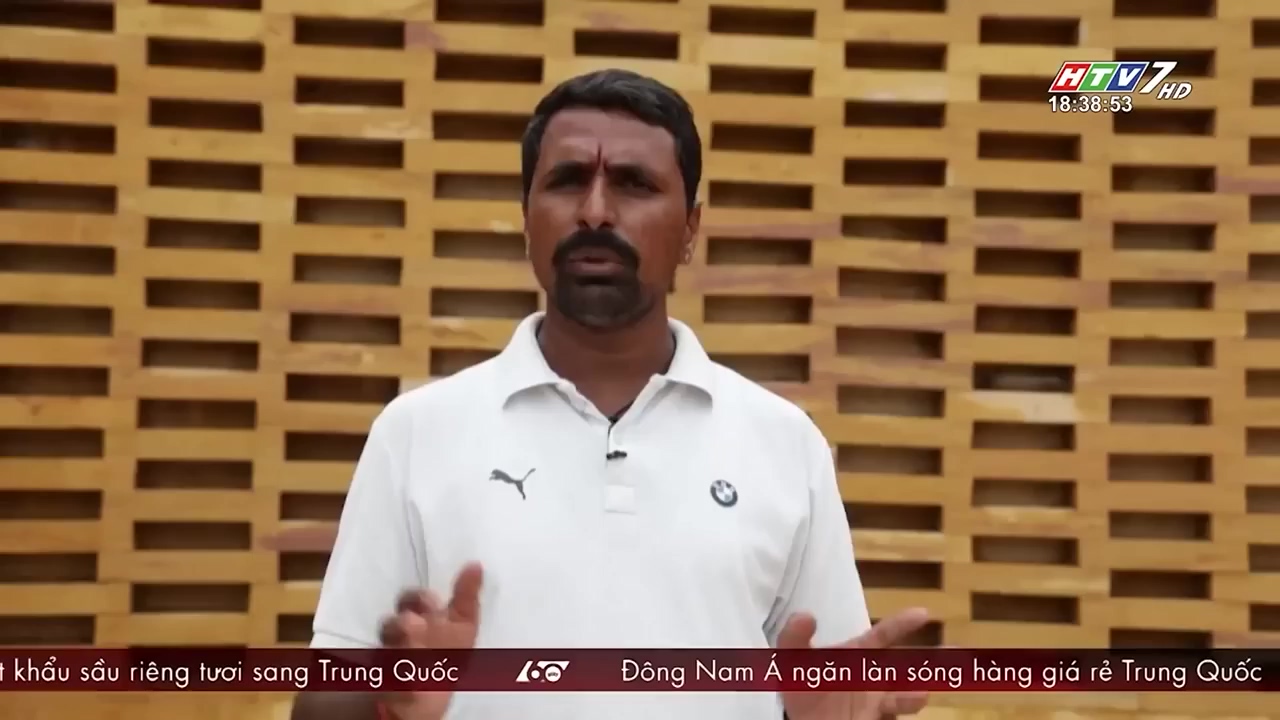 HTV7 HD
18:38:53
t khẩu sầu riêng tươi sang Trung Quốc 60 Đông Nam Á ngăn làn sóng hàng giá rẻ Trung Quốc